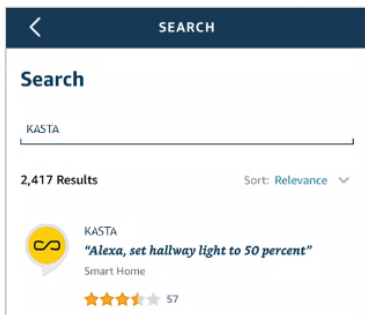 SEARCH
Search
KASTA
2,417 Results Sort: Relevance
KASTA
"Alexa, set hallway light to 50 percent"
Smart Home
57